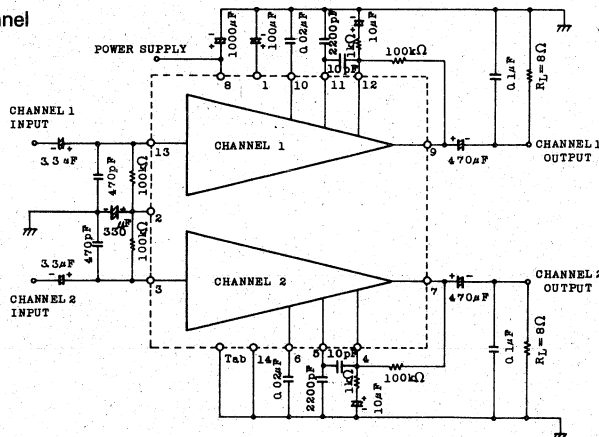 nnel
POWER SUPPLY
1000µF
100µF
0.02µF
2200pF
10pF
1kΩ
10µF
100kΩ
8
1
10
11
12
CHANNEL 1
INPUT
3.3µF
470pF
100kΩ
13
CHANNEL 1
9
470µF
0.1µF
RL=8Ω
CHANNEL 1
OUTPUT
2
330µF
470pF
100kΩ
3.3µF
CHANNEL 2
INPUT
3
CHANNEL 2
7
470µF
0.1µF
RL=8Ω
CHANNEL 2
OUTPUT
Tab
14
6
5
4
10pF
0.02µF
2200pF
1kΩ
10µF
100kΩ